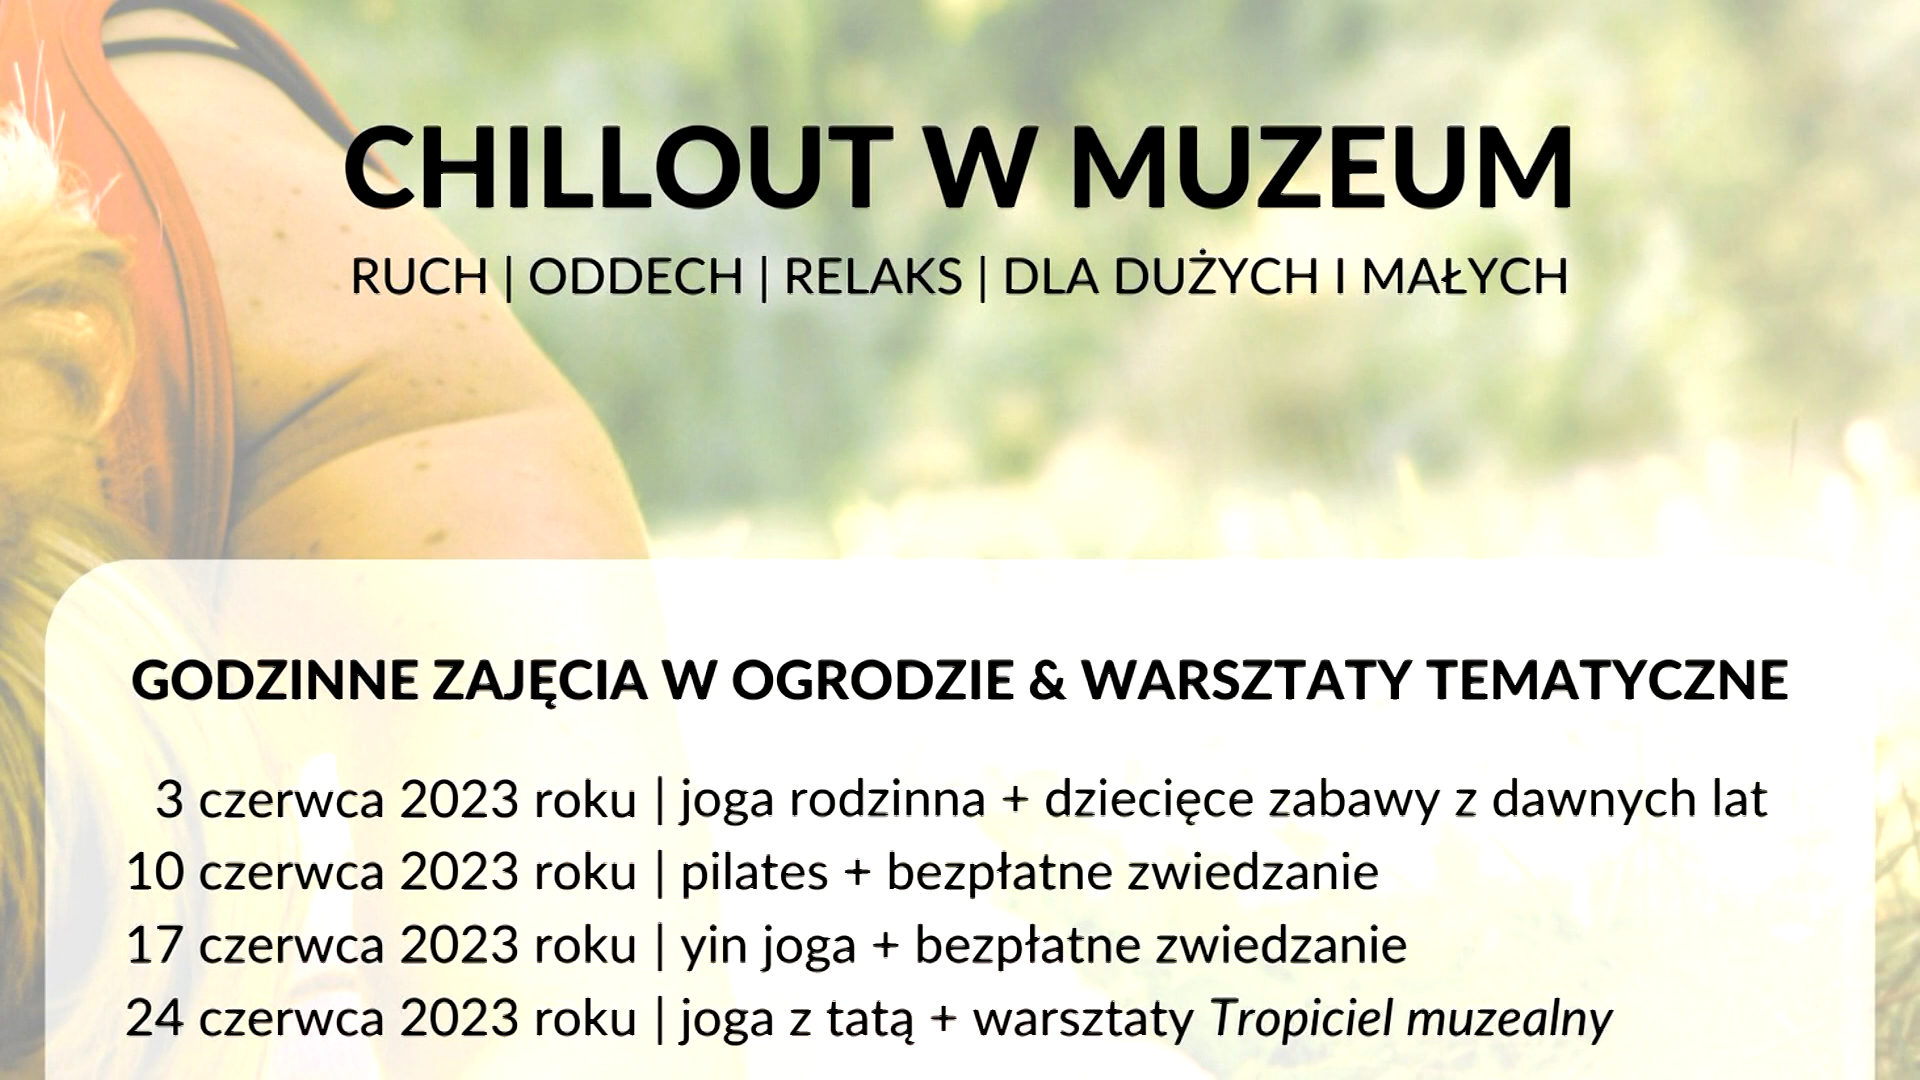 CHILLOUT W MUZEUM
RUCH | ODDECH | RELAKS | DLA DUŻYCH I MAŁYCH
GODZINNE ZAJĘCIA W OGRODZIE & WARSZTATY TEMATYCZNE
3 czerwca 2023 roku | joga rodzinna + dziecięce zabawy z dawnych lat
10 czerwca 2023 roku | pilates + bezpłatne zwiedzanie
17 czerwca 2023 roku | yin joga + bezpłatne zwiedzanie
24 czerwca 2023 roku | joga z tatą + warsztaty Tropiciel muzealny